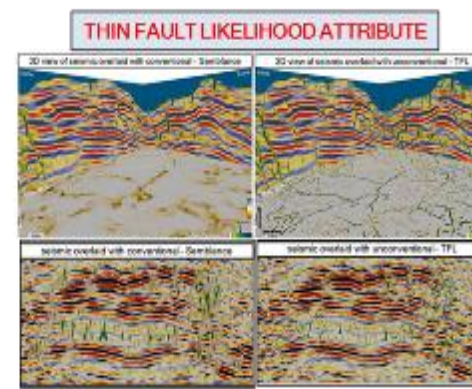 THIN FAULT LIKELIHOOD ATTRIBUTE
3D view of seismic overlaid with conventional - Semblance
3D view of seismic overlaid with unconventional - TFL
seismic overlaid with conventional - Semblance
seismic overlaid with unconventional - TFL